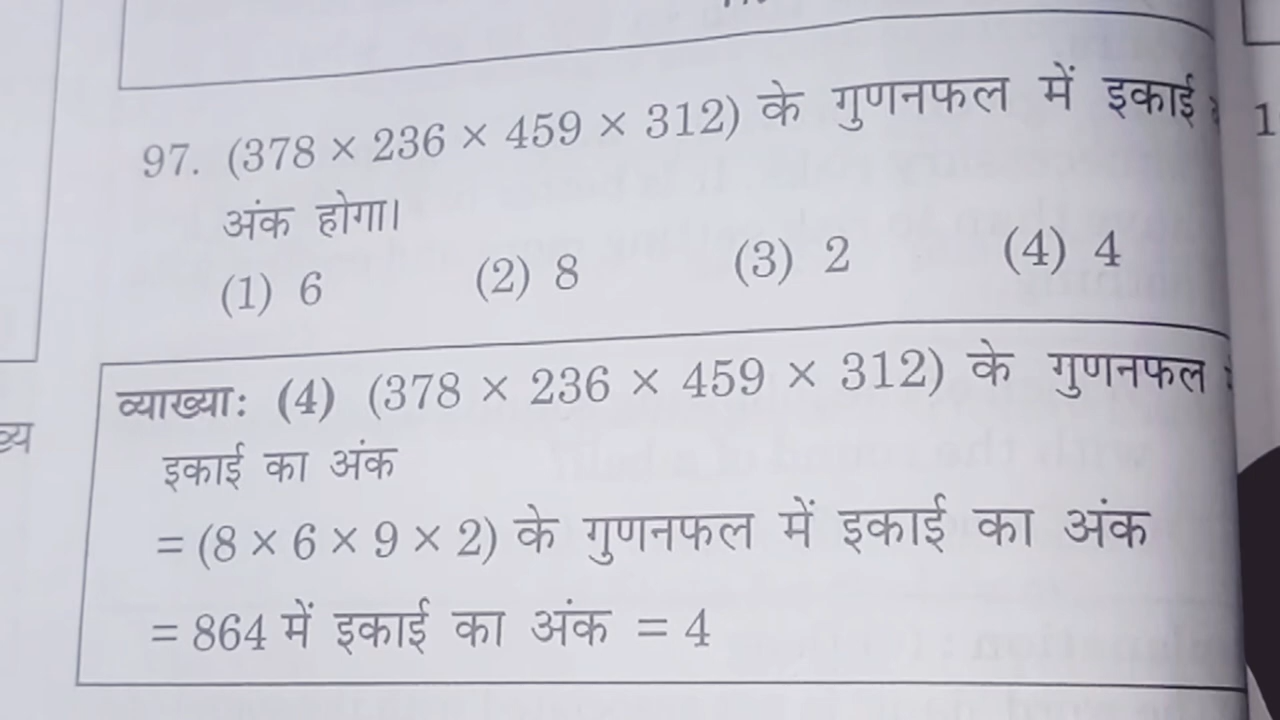 97. (378 × 236 × 459 × 312) के गुणनफल में इकाई
अंक होगा।
(1) 6 (2) 8 (3) 2 (4) 4
व्याख्या: (4) (378 × 236 × 459 × 312) के गुणनफल
इकाई का अंक
= (8 × 6 × 9 × 2) के गुणनफल में इकाई का अंक
= 864 में इकाई का अंक = 4
व्य
1